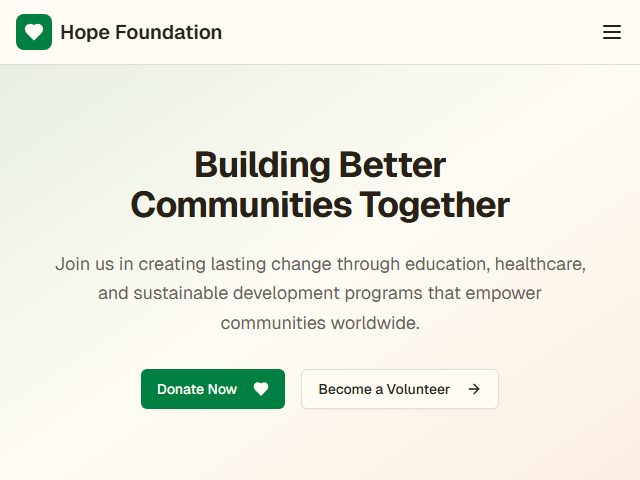 Hope Foundation
Building Better
Communities Together
Join us in creating lasting change through education, healthcare,
and sustainable development programs that empower
communities worldwide.
Donate Now
Become a Volunteer